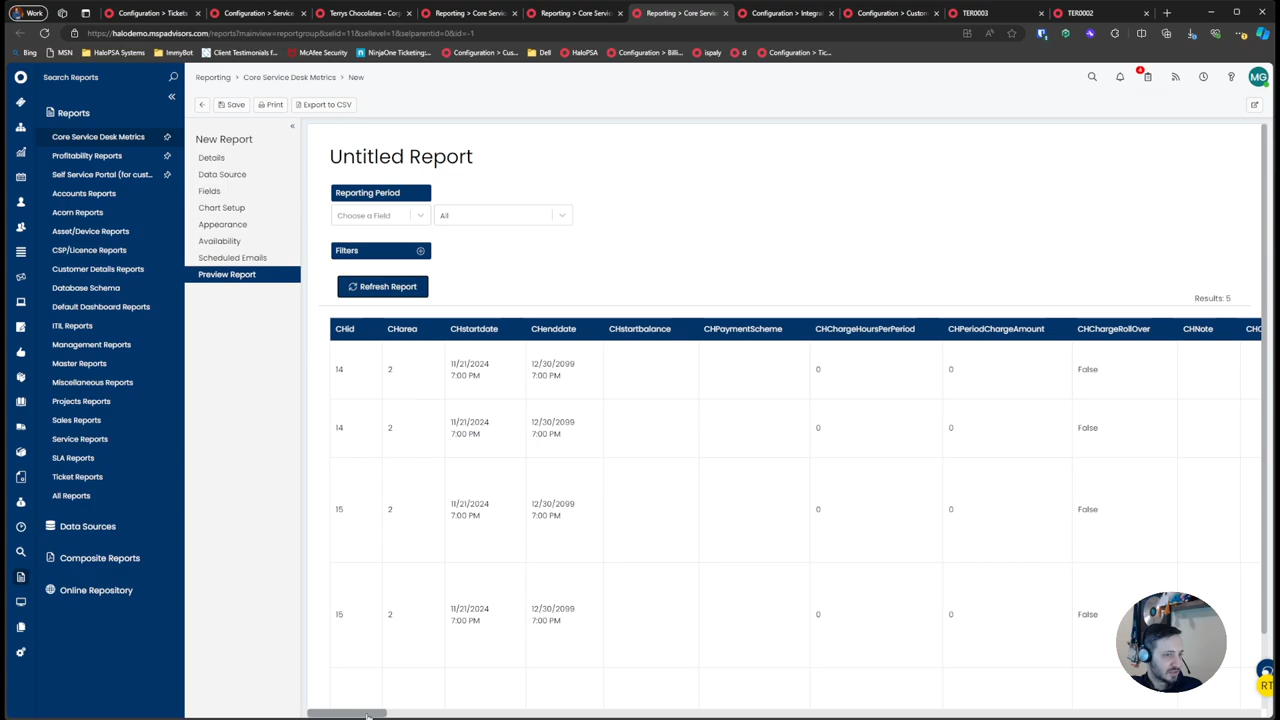 Configuration > Tickets
Configuration > Service
Terrys Chocolates - Cor
Reporting > Core Servic
Reporting > Core Servic
Reporting > Core Servic
Configuration > Integra
Configuration > Custom
TER0003
TER0002
https://halodemo.mspadvisors.com/reports?mainview=reportgroup&selid=11&sellevel=1&selparentid=0&id=-1
Bing
MSN
HaloPSA Systems
ImmyBot
Client Testimonials f...
McAfee Security
NinjaOne Ticketing:...
Configuration > Cus...
Dell
HaloPSA
Configuration > Billi...
ispaly
d
Configuration > Tic...
Search Reports
Reporting > Core Service Desk Metrics > New
4
MG
Save
Print
Export to CSV
Reports
Core Service Desk Metrics
Profitability Reports
Self Service Portal (for cust...
Accounts Reports
Acorn Reports
Asset/Device Reports
CSP/Licence Reports
Customer Details Reports
Database Schema
Default Dashboard Reports
ITIL Reports
Management Reports
Master Reports
Miscellaneous Reports
Projects Reports
Sales Reports
Service Reports
SLA Reports
Ticket Reports
All Reports
Data Sources
Composite Reports
Online Repository
New Report
Details
Data Source
Fields
Chart Setup
Appearance
Availability
Scheduled Emails
Preview Report
Untitled Report
Reporting Period
Choose a Field
All
Filters
Refresh Report
Results: 5
CHid CHarea CHstartdate CHenddate CHstartbalance CHPaymentScheme CHChargeHoursPerPeriod CHPeriodChargeAmount CHChargeRollOver CHNote
14 2 11/21/2024 7:00 PM 12/30/2099 7:00 PM 0 0 False
14 2 11/21/2024 7:00 PM 12/30/2099 7:00 PM 0 0 False
15 2 11/21/2024 7:00 PM 12/30/2099 7:00 PM 0 0 False
15 2 11/21/2024 7:00 PM 12/30/2099 7:00 PM 0 0 False
RT